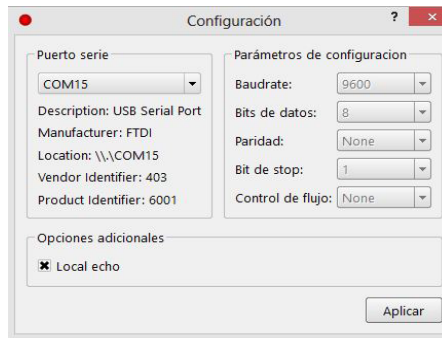 Configuración
?
×
Puerto serie
COM15
Description: USB Serial Port
Manufacturer: FTDI
Location: \\.\COM15
Vendor Identifier: 403
Product Identifier: 6001
Parámetros de configuracion
Baudrate: 9600
Bits de datos: 8
Paridad: None
Bit de stop: 1
Control de flujo: None
Opciones adicionales
Local echo
Aplicar